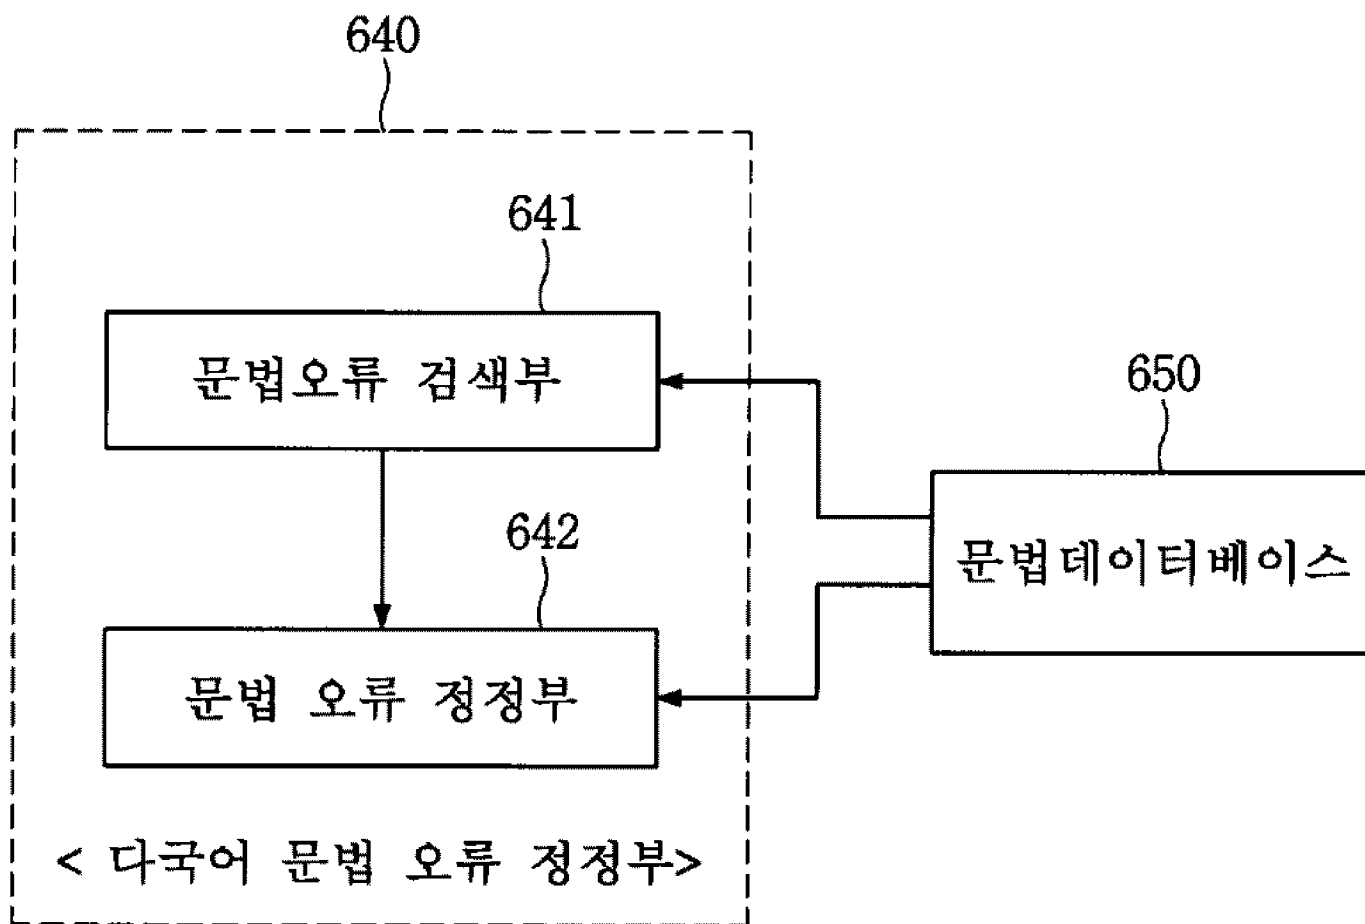 640
641
문법오류 검색부
650
642
문법데이터베이스
문법 오류 정정부
< 다국어 문법 오류 정정부>